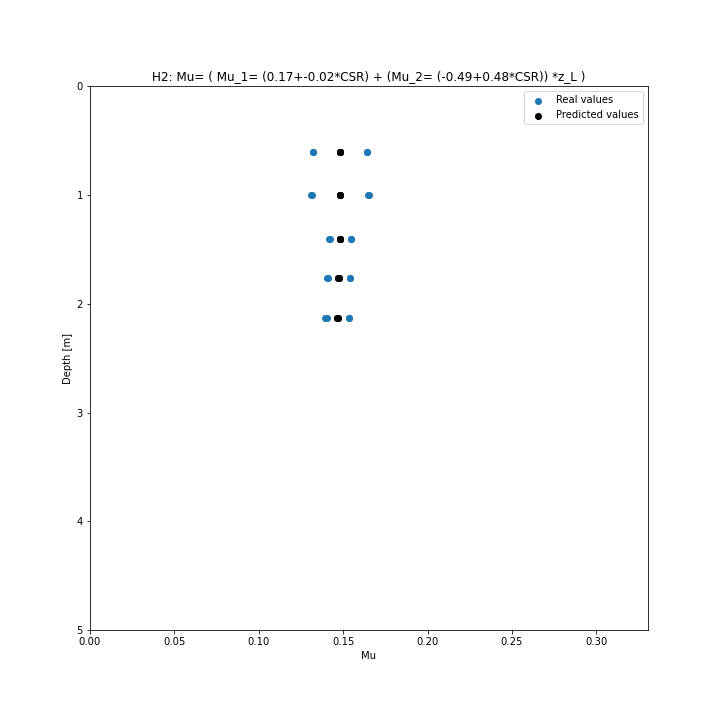 H2: Mu= ( Mu_1= (0.17+-0.02*CSR) + (Mu_2= (-0.49+0.48*CSR)) *z_L )
Real values
Predicted values
0
1
2
3
4
5
Depth [m]
0.00 0.05 0.10 0.15 0.20 0.25 0.30
Mu